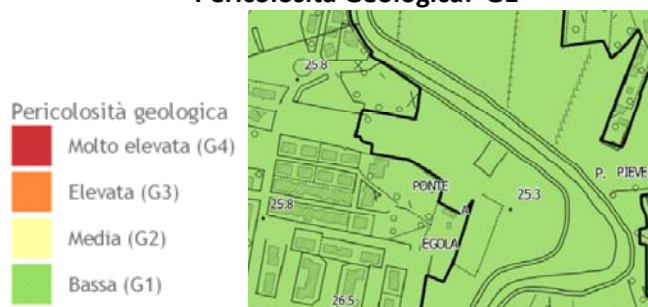 Pericolosità Geologica: G1
Pericolosità geologica
Molto elevata (G4)
Elevata (G3)
Media (G2)
Bassa (G1)
25.8
P. PIEVE
PONTE
25.3
25.8
A
EGOLA
26.5